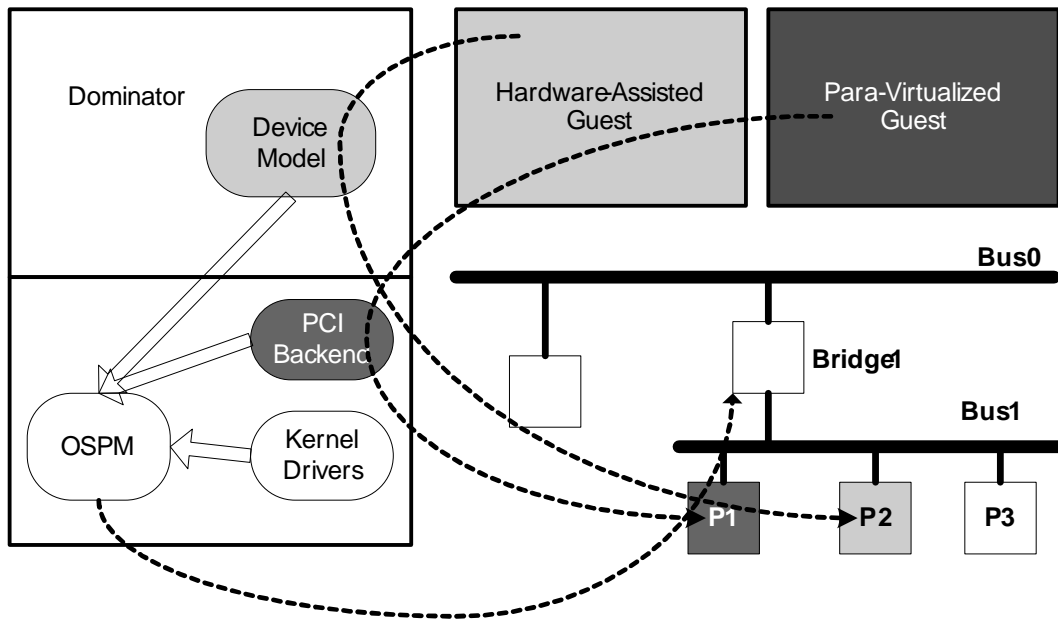 Dominator
Device
Model
Hardware-Assisted
Guest
Para-Virtualized
Guest
Bus0
PCI
Backend
Bridge1
Bus1
OSPM
Kernel
Drivers
P1
P2
P3